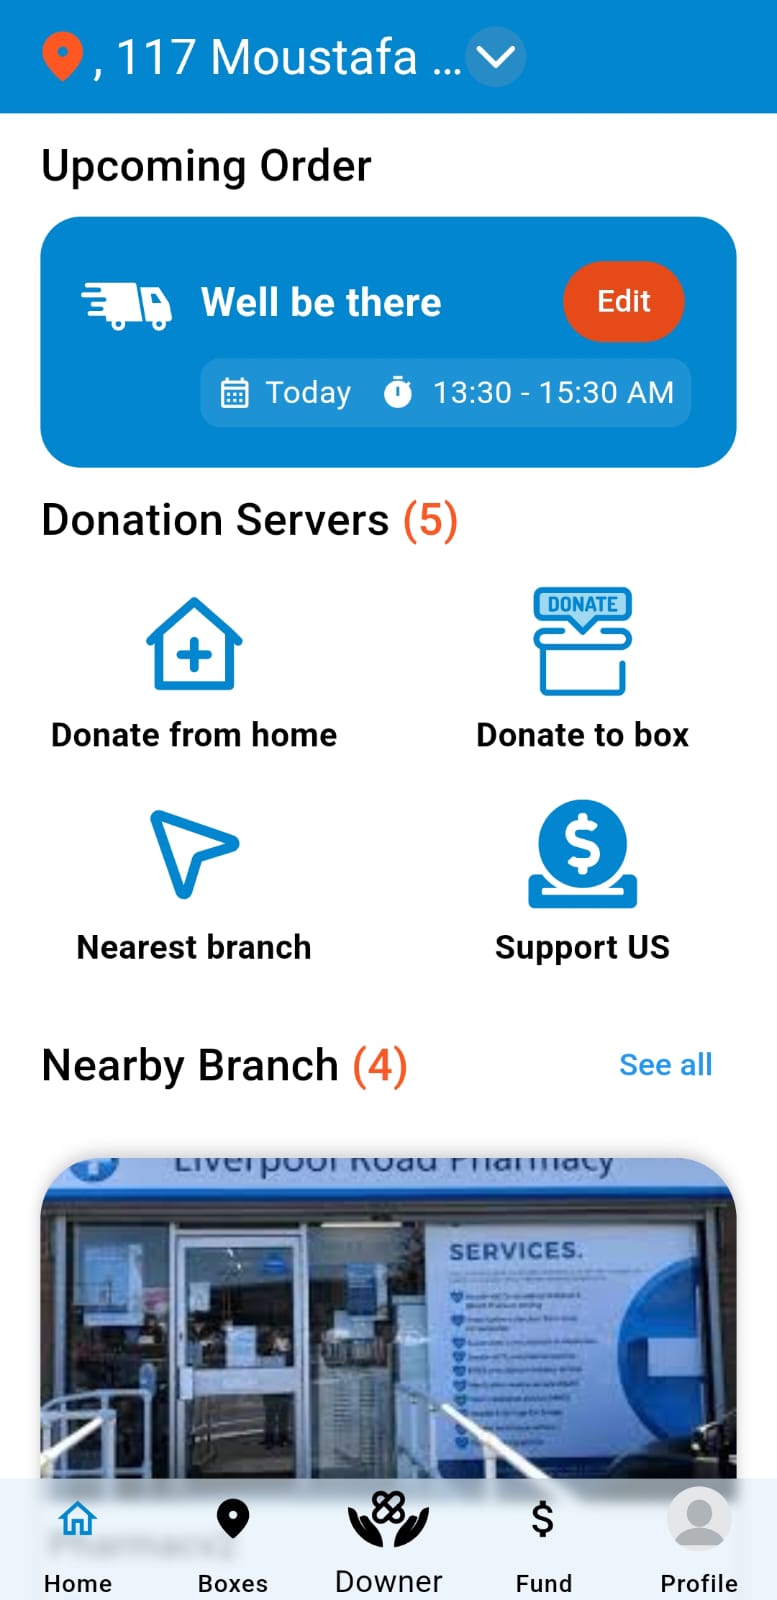 , 117 Moustafa ...
Upcoming Order
Well be there
Edit
Today 13:30 - 15:30 AM
Donation Servers (5)
DONATE
Donate from home
Donate to box
Nearest branch
Support US
Nearby Branch (4)
See all
Liverpool Road Pharmacy
SERVICES.
Home
Boxes
Downer
Fund
Profile